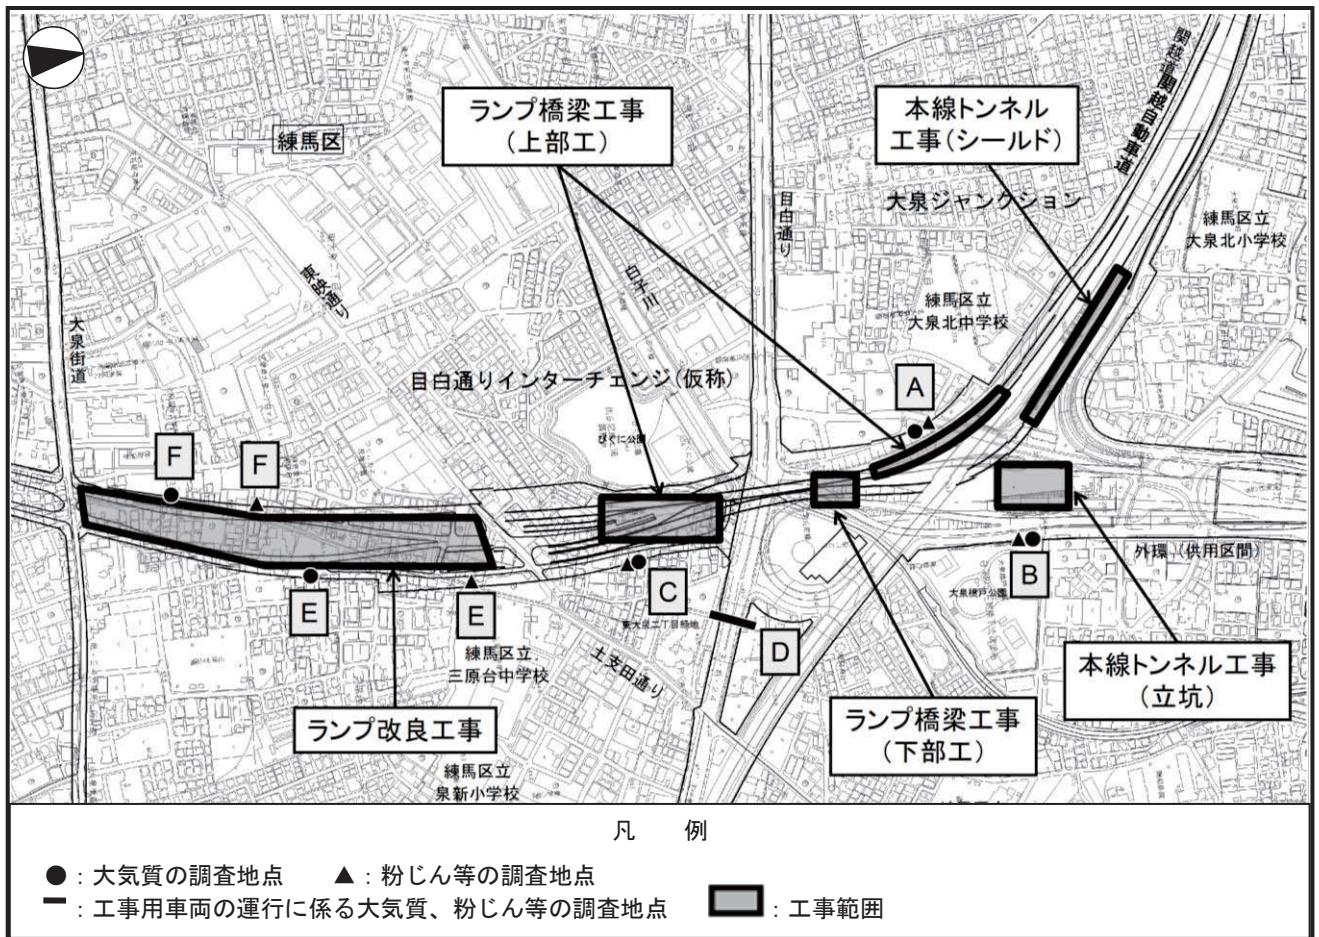 ランプ橋梁工事
(上部工)
本線トンネル
工事(シールド)
関越道
関越自動車道
練馬区
大泉ジャンクション
練馬区立
大泉北小学校
目白通り
東映通り
白子川
練馬区立
大泉北中学校
大泉街道
目白通りインターチェンジ(仮称)
A
びくに公園
F
F
外環(供用区間)
B
大泉橋戸公園
C
E
E
東大泉二丁目緑地
D
練馬区立
三原台中学校
土支田通り
本線トンネル工事
(立坑)
ランプ改良工事
ランプ橋梁工事
(下部工)
練馬区立
泉新小学校
凡 例
●:大気質の調査地点 ▲:粉じん等の調査地点
:工事用車両の運行に係る大気質、粉じん等の調査地点 :工事範囲